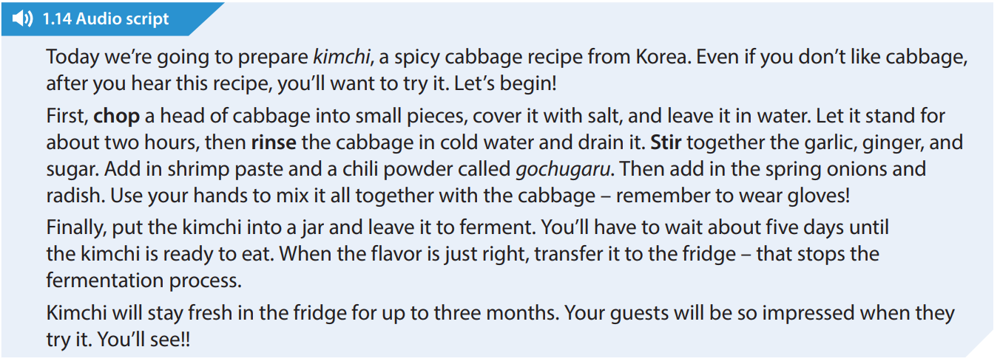 1.14 Audio script
Today we're going to prepare kimchi, a spicy cabbage recipe from Korea. Even if you don't like cabbage,
after you hear this recipe, you'll want to try it. Let's begin!
First, chop a head of cabbage into small pieces, cover it with salt, and leave it in water. Let it stand for
about two hours, then rinse the cabbage in cold water and drain it. Stir together the garlic, ginger, and
sugar. Add in shrimp paste and a chili powder called gochugaru. Then add in the spring onions and
radish. Use your hands to mix it all together with the cabbage – remember to wear gloves!
Finally, put the kimchi into a jar and leave it to ferment. You'll have to wait about five days until
the kimchi is ready to eat. When the flavor is just right, transfer it to the fridge – that stops the
fermentation process.
Kimchi will stay fresh in the fridge for up to three months. Your guests will be so impressed when they
try it. You'll see!!